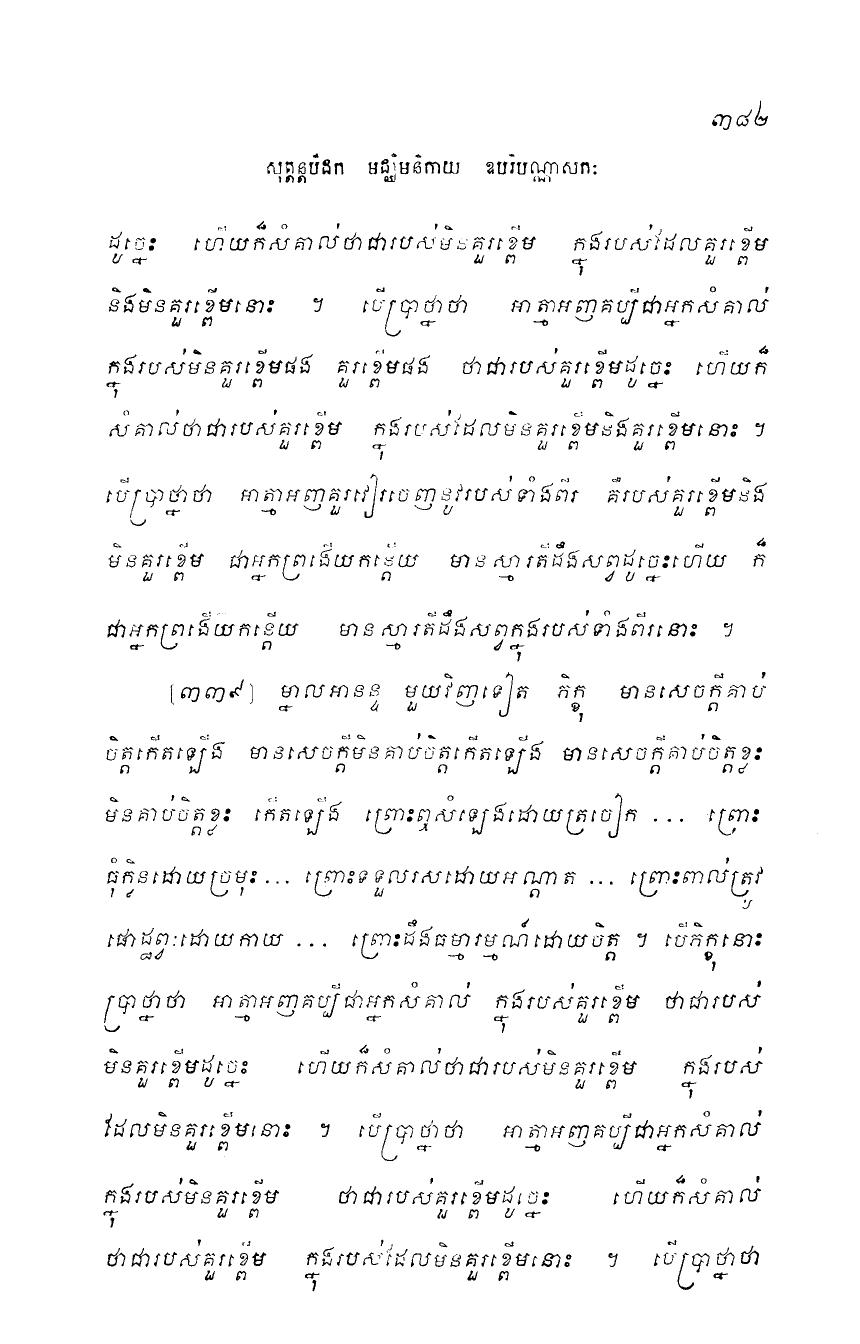 ៣៨២
សុត្តន្តបិដក មជ្ឈិមនិកាយ ឧបរិបណ្ណាសកៈ
ដូច្នេះ ហើយក៏សំគាល់ថាជារបស់មិនគួរខ្ពើម ក្នុងរបស់ដែលគួរខ្ពើម
និងមិនគួរខ្ពើមនោះ ។ បើប្រាថ្នាថា អាត្មាអញគប្បីជាអ្នកសំគាល់
ក្នុងរបស់មិនគួរខ្ពើមផង គួរខ្ពើមផង ថាជារបស់គួរខ្ពើមដូច្នេះ ហើយក៏
សំគាល់ថាជារបស់គួរខ្ពើម ក្នុងរបស់ដែលមិនគួរខ្ពើមនិងគួរខ្ពើមនោះ ។
បើប្រាថ្នាថា អាត្មាអញគួរវៀរចេញនូវរបស់ទាំងពីរ គឺរបស់គួរខ្ពើមនិង
មិនគួរខ្ពើម ជាអ្នកព្រងើយកន្តើយ មានស្មារតីដឹងសព្វដូច្នេះហើយ ក៏
ជាអ្នកព្រងើយកន្តើយ មានស្មារតីដឹងសព្វក្នុងរបស់ទាំងពីរនោះ ។
[៣៣៩] ម្នាលអានន្ទ មួយវិញទៀត ភិក្ខុ មានសេចក្តីគាប់
ចិត្តកើតឡើង មានសេចក្តីមិនគាប់ចិត្តកើតឡើង មានសេចក្តីគាប់ចិត្តខ្លះ
មិនគាប់ចិត្តខ្លះ កើតឡើង ព្រោះឮសំឡេងដោយត្រចៀក ... ព្រោះ
ធុំក្លិនដោយច្រមុះ ... ព្រោះទទួលរសដោយអណ្តាត ... ព្រោះពាល់ត្រូវ
ផោដ្ឋព្វៈដោយកាយ ... ព្រោះដឹងធម្មារម្មណ៍ដោយចិត្ត ។ បើភិក្ខុនោះ
ប្រាថ្នាថា អាត្មាអញគប្បីជាអ្នកសំគាល់ ក្នុងរបស់គួរខ្ពើម ថាជារបស់
មិនគួរខ្ពើមដូច្នេះ ហើយក៏សំគាល់ថាជារបស់មិនគួរខ្ពើម ក្នុងរបស់
ដែលមិនគួរខ្ពើមនោះ ។ បើប្រាថ្នាថា អាត្មាអញគប្បីជាអ្នកសំគាល់
ក្នុងរបស់មិនគួរខ្ពើម ថាជារបស់គួរខ្ពើមដូច្នេះ ហើយក៏សំគាល់
ថាជារបស់គួរខ្ពើម ក្នុងរបស់ដែលមិនគួរខ្ពើមនោះ ។ បើប្រាថ្នាថា